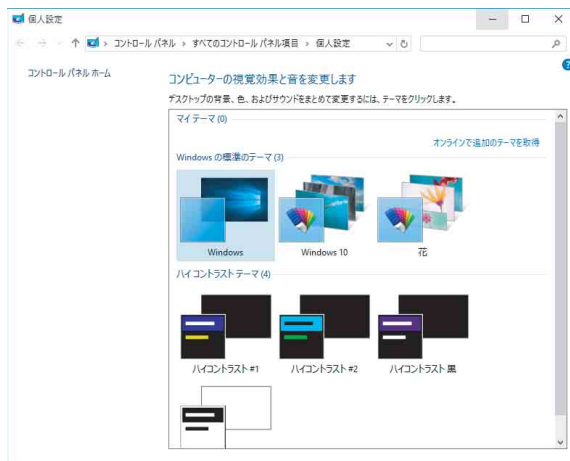 個人設定
コントロール パネル › すべてのコントロール パネル項目 › 個人設定
コントロール パネル ホーム
コンピューターの視覚効果と音を変更します
デスクトップの背景、色、およびサウンドをまとめて変更するには、テーマをクリックします。
マイ テーマ (0)
オンラインで追加のテーマを取得
Windows の標準のテーマ (3)
Windows
Windows 10
花
ハイ コントラスト テーマ (4)
ハイコントラスト #1
ハイコントラスト #2
ハイコントラスト 黒